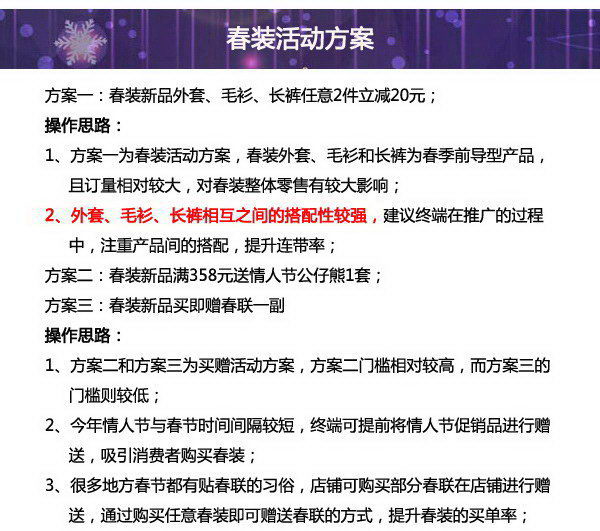 春装活动方案
方案一：春装新品外套、毛衫、长裤任意2件立减20元；
操作思路：
1、方案一为春装活动方案，春装外套、毛衫和长裤为春季前导型产品，
且订量相对较大，对春装整体零售有较大影响；
2、外套、毛衫、长裤相互之间的搭配性较强，建议终端在推广的过程
中，注重产品间的搭配，提升连带率；
方案二：春装新品满358元送情人节公仔熊1套；
方案三：春装新品买即赠春联一副
操作思路：
1、方案二和方案三为买赠活动方案，方案二门槛相对较高，而方案三的
门槛则较低；
2、今年情人节与春节时间间隔较短，终端可提前将情人节促销品进行赠
送，吸引消费者购买春装；
3、很多地方春节都有贴春联的习俗，店铺可购买部分春联在店铺进行赠
送，通过购买任意春装即可赠送春联的方式，提升春装的买单率；